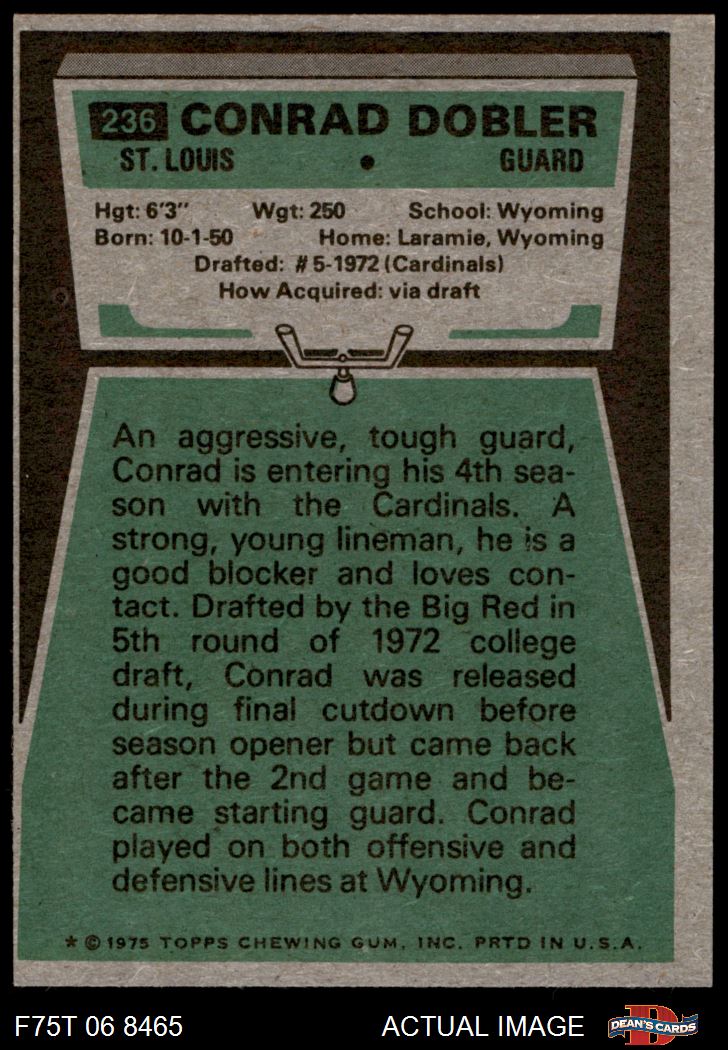 236 CONRAD DOBLER
ST. LOUIS • GUARD
Hgt: 6'3" Wgt: 250 School: Wyoming
Born: 10-1-50 Home: Laramie, Wyoming
Drafted: #5-1972 (Cardinals)
How Acquired: via draft
An aggressive, tough guard,
Conrad is entering his 4th sea-
son with the Cardinals. A
strong, young lineman, he is a
good blocker and loves con-
tact. Drafted by the Big Red in
5th round of 1972 college
draft, Conrad was released
during final cutdown before
season opener but came back
after the 2nd game and be-
came starting guard. Conrad
played on both offensive and
defensive lines at Wyoming.
* © 1975 TOPPS CHEWING GUM, INC. PRTD IN U.S.A.
F75T 06 8465 ACTUAL IMAGE D DEAN'S CARDS